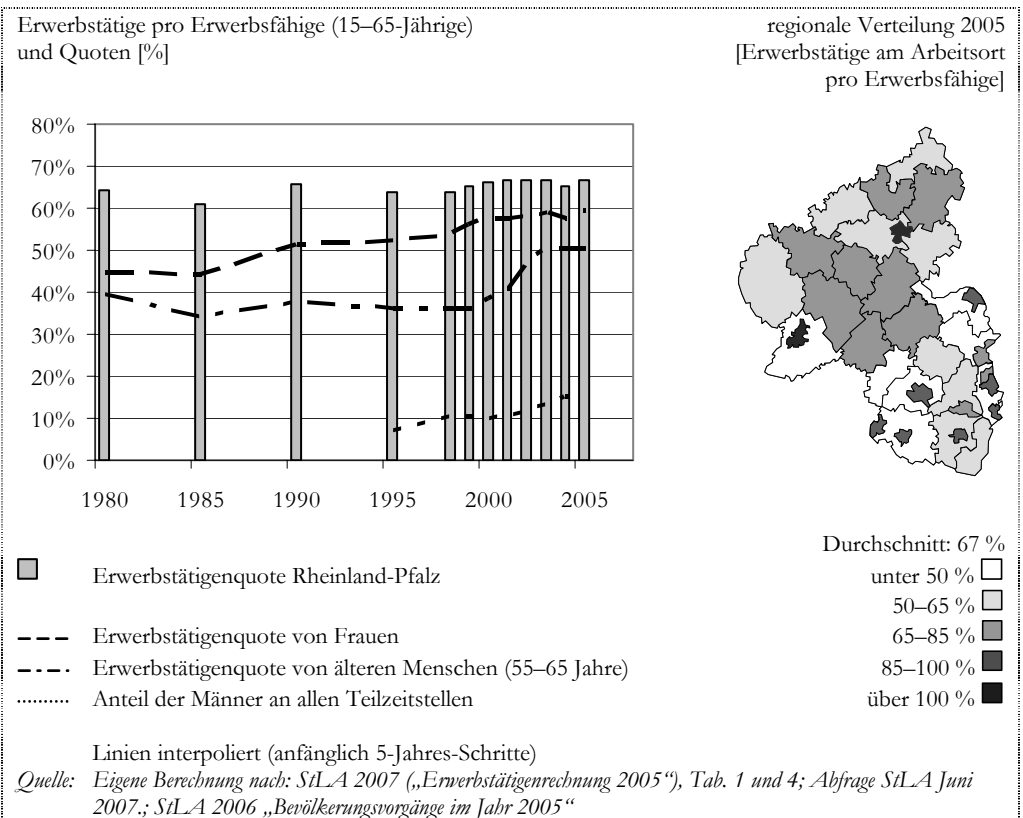 Erwerbstätige pro Erwerbsfähige (15–65-Jährige)
und Quoten [%]
regionale Verteilung 2005
[Erwerbstätige am Arbeitsort
pro Erwerbsfähige]
80%
70%
60%
50%
40%
30%
20%
10%
0%
1980 1985 1990 1995 2000 2005
Erwerbstätigenquote Rheinland-Pfalz
Erwerbstätigenquote von Frauen
Erwerbstätigenquote von älteren Menschen (55–65 Jahre)
Anteil der Männer an allen Teilzeitstellen
Durchschnitt: 67 %
unter 50 %
50–65 %
65–85 %
85–100 %
über 100 %
Linien interpoliert (anfänglich 5-Jahres-Schritte)
Quelle: Eigene Berechnung nach: StLA 2007 („Erwerbstätigenrechnung 2005“), Tab. 1 und 4; Abfrage StLA Juni
2007.; StLA 2006 „Bevölkerungsvorgänge im Jahr 2005“